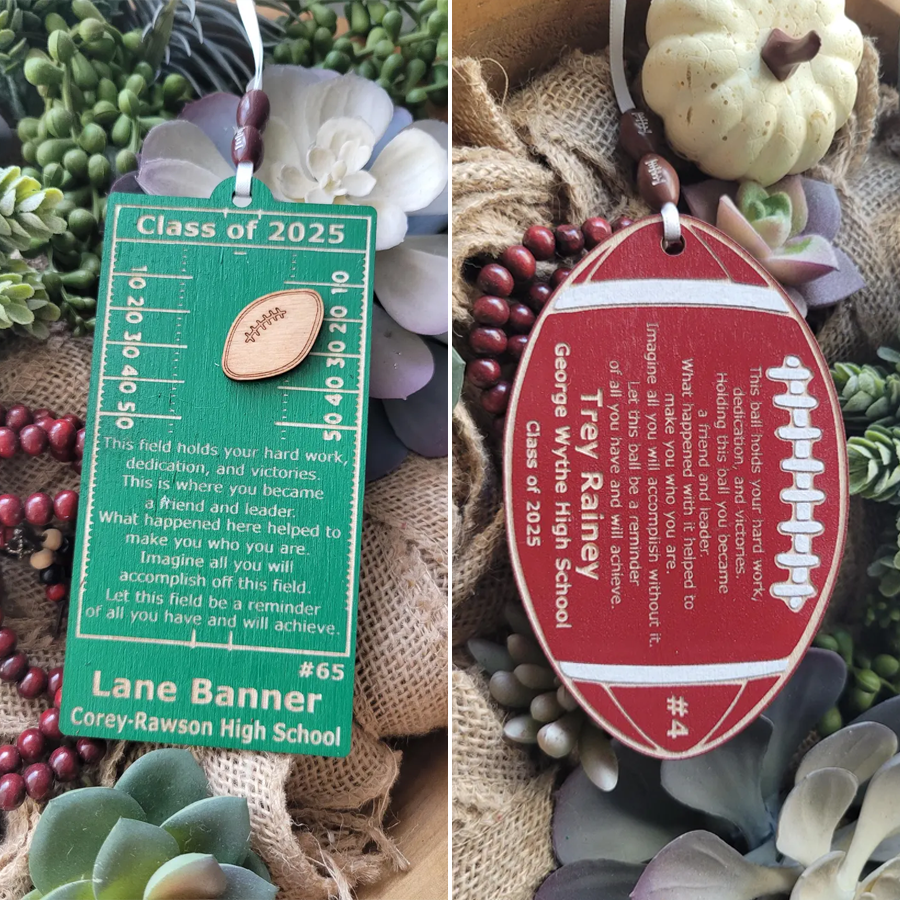 Class of 2025
10 20 30 40 50
10 20 30 40 50
This field holds your hard work,
dedication, and victories.
This is where you became
a friend and leader.
What happened here helped to
make you who you are.
Imagine all you will
accomplish off this field.
Let this field be a reminder
of all you have and will achieve.
#65
Lane Banner
Corey-Rawson High School
This ball holds your hard work,
dedication, and victories.
Holding this ball you became
a friend and leader.
What happened with it helped to
make you who you are.
Imagine all you will accomplish without it.
Let this ball be a reminder
of all you have and will achieve.
Trey Rainey
George Wythe High School
Class of 2025
#4